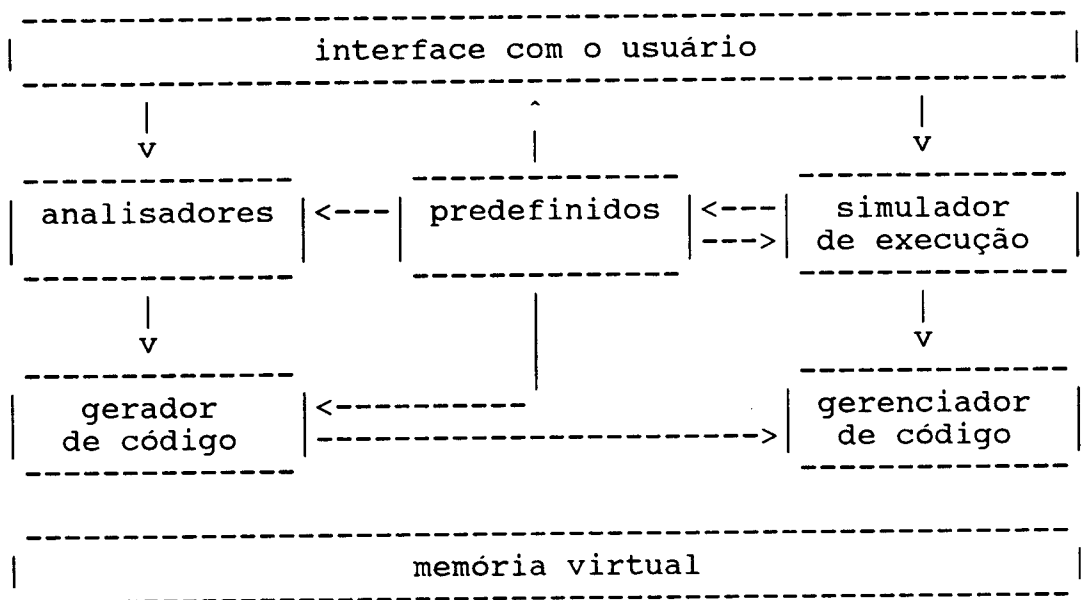 interface com o usuário
analisadores
predefinidos
simulador
de execução
gerador
de código
gerenciador
de código
memória virtual